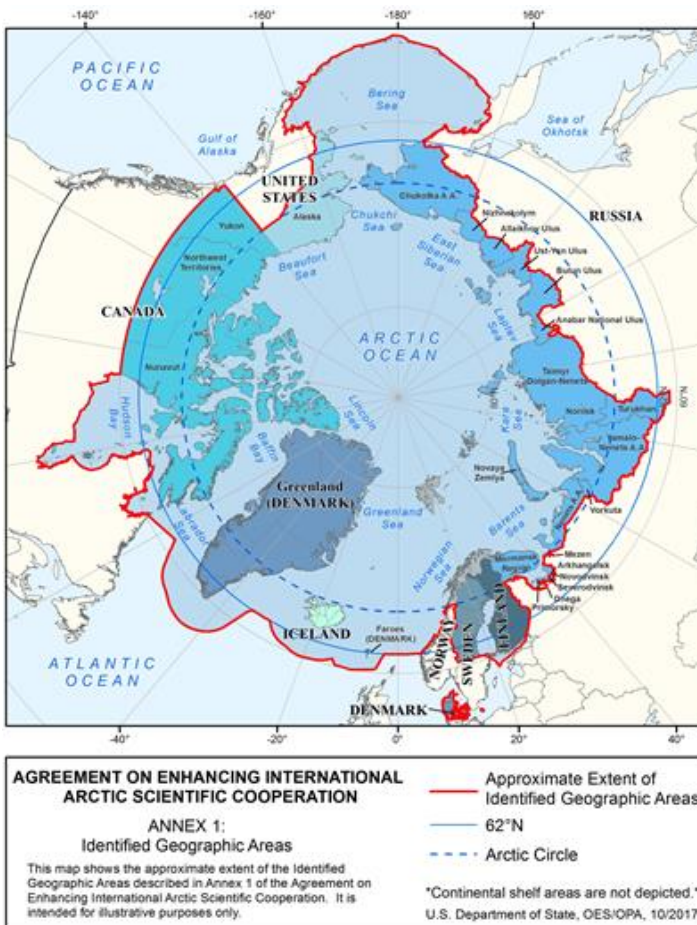 -140°
-160°
-180°
160°
PACIFIC
OCEAN
Bering
Sea
Sea of
Okhotsk
Gulf of
Alaska
UNITED
STATES
Alaska
Chukotka A.A.
Chukchi
Sea
Nizhnekolym
Allaikhov Ulus
RUSSIA
Yukon
Beaufort
Sea
East
Siberian
Sea
Ust-Yan Ulus
Bulun Ulus
Northwest
Territories
Laptev
Sea
Anabar National Ulus
CANADA
ARCTIC
OCEAN
Taimyr
Dolgan-Nenets
Nunavut
80°N
60°N
Hudson
Bay
Lincoln
Sea
Kara
Sea
Norilsk
Turukhan
Baffin
Bay
Yamalo-
Nenets A.A.
Greenland
(DENMARK)
Novaya
Zemlya
Labrador
Sea
Greenland
Sea
Barents
Sea
Vorkuta
Norwegian
Sea
Murmansk
Region
Mezen
Arkhangelsk
Novodvinsk
Severodvinsk
Onega
Primorsky
ICELAND
Faroes
(DENMARK)
NORWAY
SWEDEN
FINLAND
ATLANTIC
OCEAN
DENMARK
-40°
-20°
0°
20°
40°
AGREEMENT ON ENHANCING INTERNATIONAL
ARCTIC SCIENTIFIC COOPERATION
ANNEX 1:
Identified Geographic Areas
This map shows the approximate extent of the Identified
Geographic Areas described in Annex 1 of the Agreement on
Enhancing International Arctic Scientific Cooperation. It is
intended for illustrative purposes only.
Approximate Extent of
Identified Geographic Areas
62°N
Arctic Circle
*Continental shelf areas are not depicted.*
U.S. Department of State, OES/OPA, 10/2017